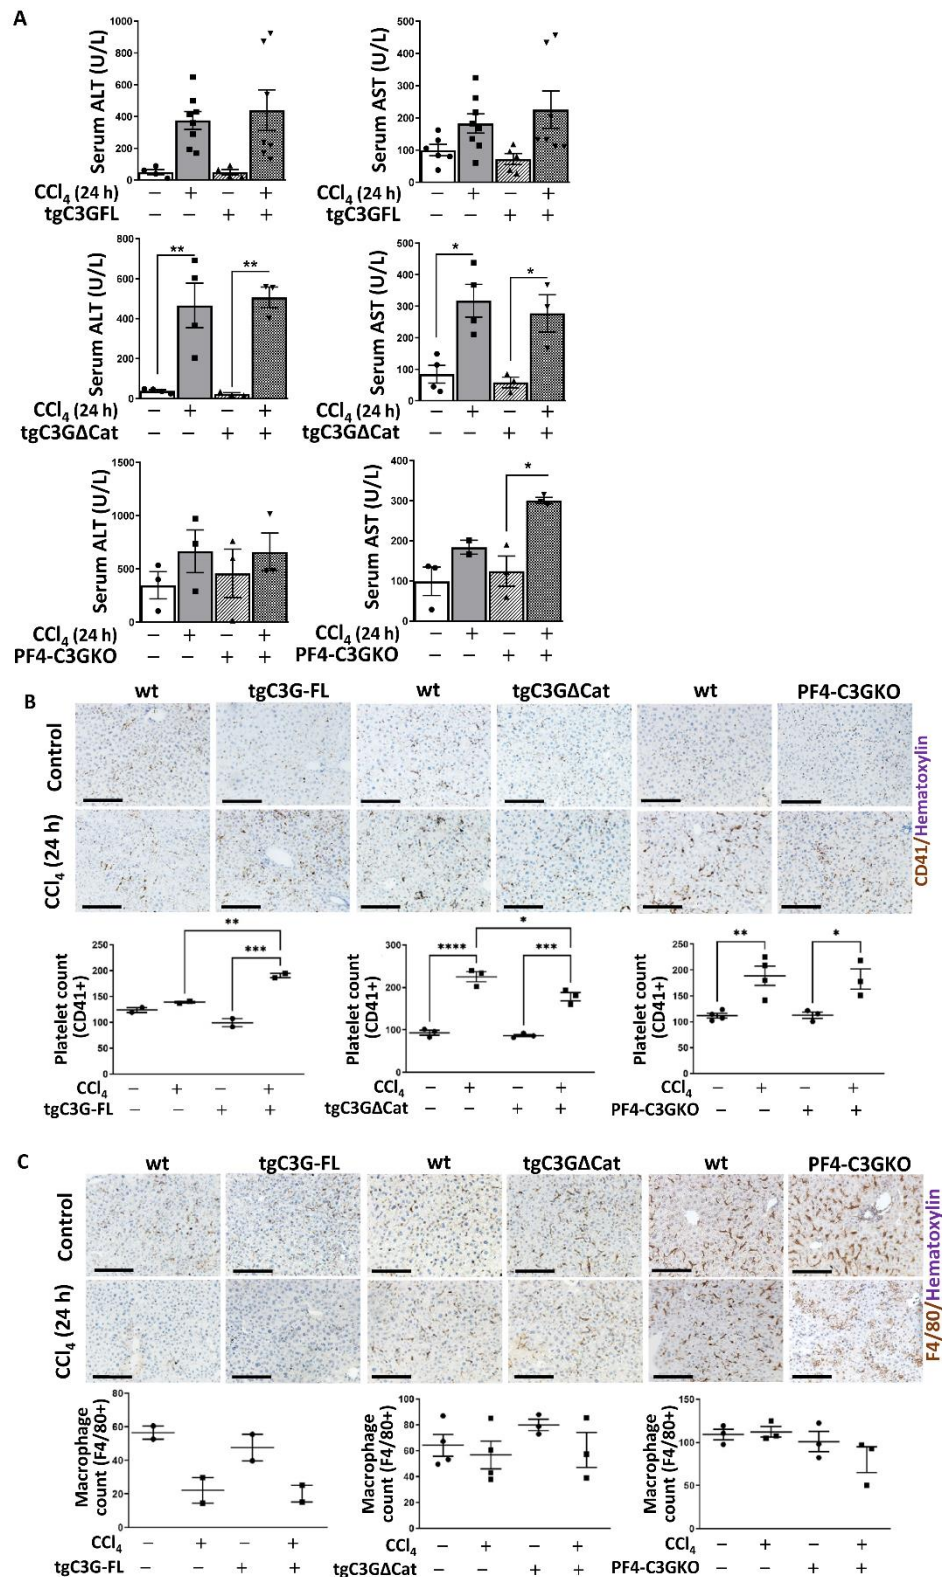 A
Serum ALT (U/L)
1000
800
600
400
200
0
CCl4 (24 h) − + − +
tgC3GFL − − + +
Serum AST (U/L)
500
400
300
200
100
0
CCl4 (24 h) − + − +
tgC3GFL − − + +
Serum ALT (U/L)
800
600
400
200
0
** **
CCl4 (24 h) − + − +
tgC3GΔCat − − + +
Serum AST (U/L)
500
400
300
200
100
0
* *
CCl4 (24 h) − + − +
tgC3GΔCat − − + +
Serum ALT (U/L)
1500
1000
500
0
CCl4 (24 h) − + − +
PF4-C3GKO − − + +
Serum AST (U/L)
400
300
200
100
0
*
CCl4 (24 h) − + − +
PF4-C3GKO − − + +
B
wt tgC3G-FL wt tgC3GΔCat wt PF4-C3GKO
Control
CCl4 (24 h)
CD41/Hematoxylin
Platelet count
(CD41+)
250
200
150
100
50
0
**
***
CCl4 − + − +
tgC3G-FL − − + +
Platelet count
(CD41+)
300
200
100
0
*
**** ***
CCl4 − + − +
tgC3GΔCat − − + +
Platelet count
(CD41+)
250
200
150
100
50
0
** *
CCl4 − + − +
PF4-C3GKO − − + +
C
wt tgC3G-FL wt tgC3GΔCat wt PF4-C3GKO
Control
CCl4 (24 h)
F4/80/Hematoxylin
Macrophage
count (F4/80+)
80
60
40
20
0
CCl4 − + − +
tgC3G-FL − − + +
Macrophage
count (F4/80+)
100
80
60
40
20
0
CCl4 − + − +
tgC3GΔCat − − + +
Macrophage
count (F4/80+)
150
100
50
0
CCl4 − + − +
PF4-C3GKO − − + +